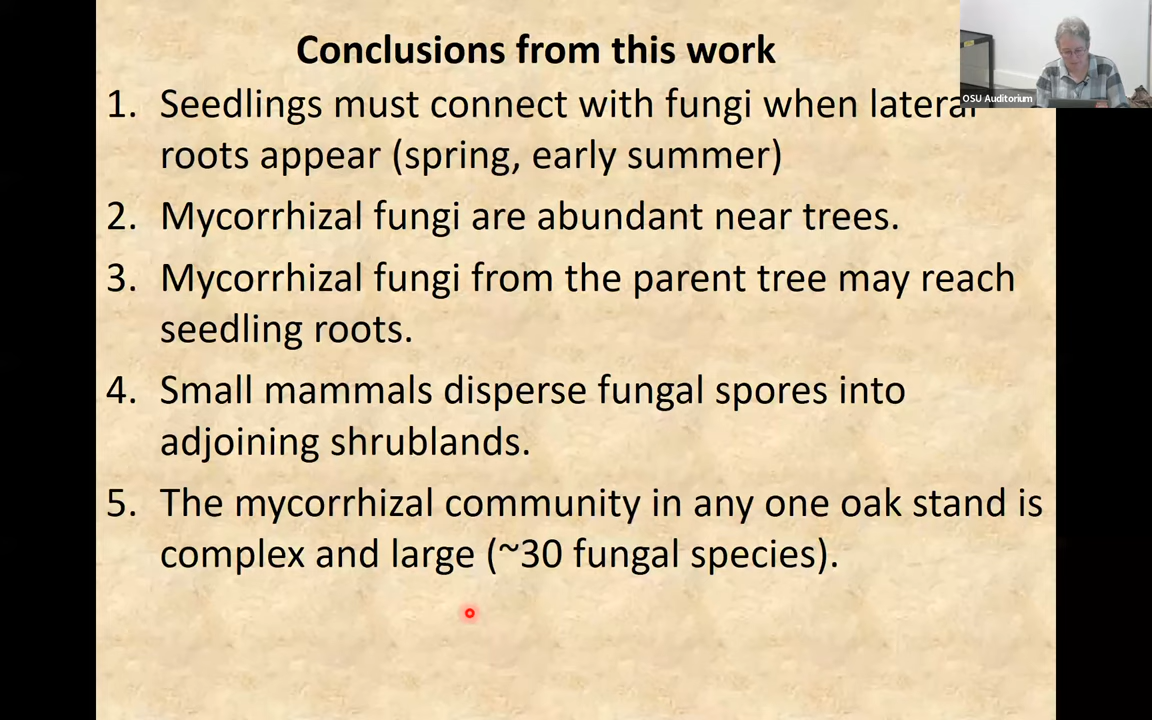 Conclusions from this work
1. Seedlings must connect with fungi when lateral
roots appear (spring, early summer)
2. Mycorrhizal fungi are abundant near trees.
3. Mycorrhizal fungi from the parent tree may reach
seedling roots.
4. Small mammals disperse fungal spores into
adjoining shrublands.
5. The mycorrhizal community in any one oak stand is
complex and large (~30 fungal species).
OSU Auditorium